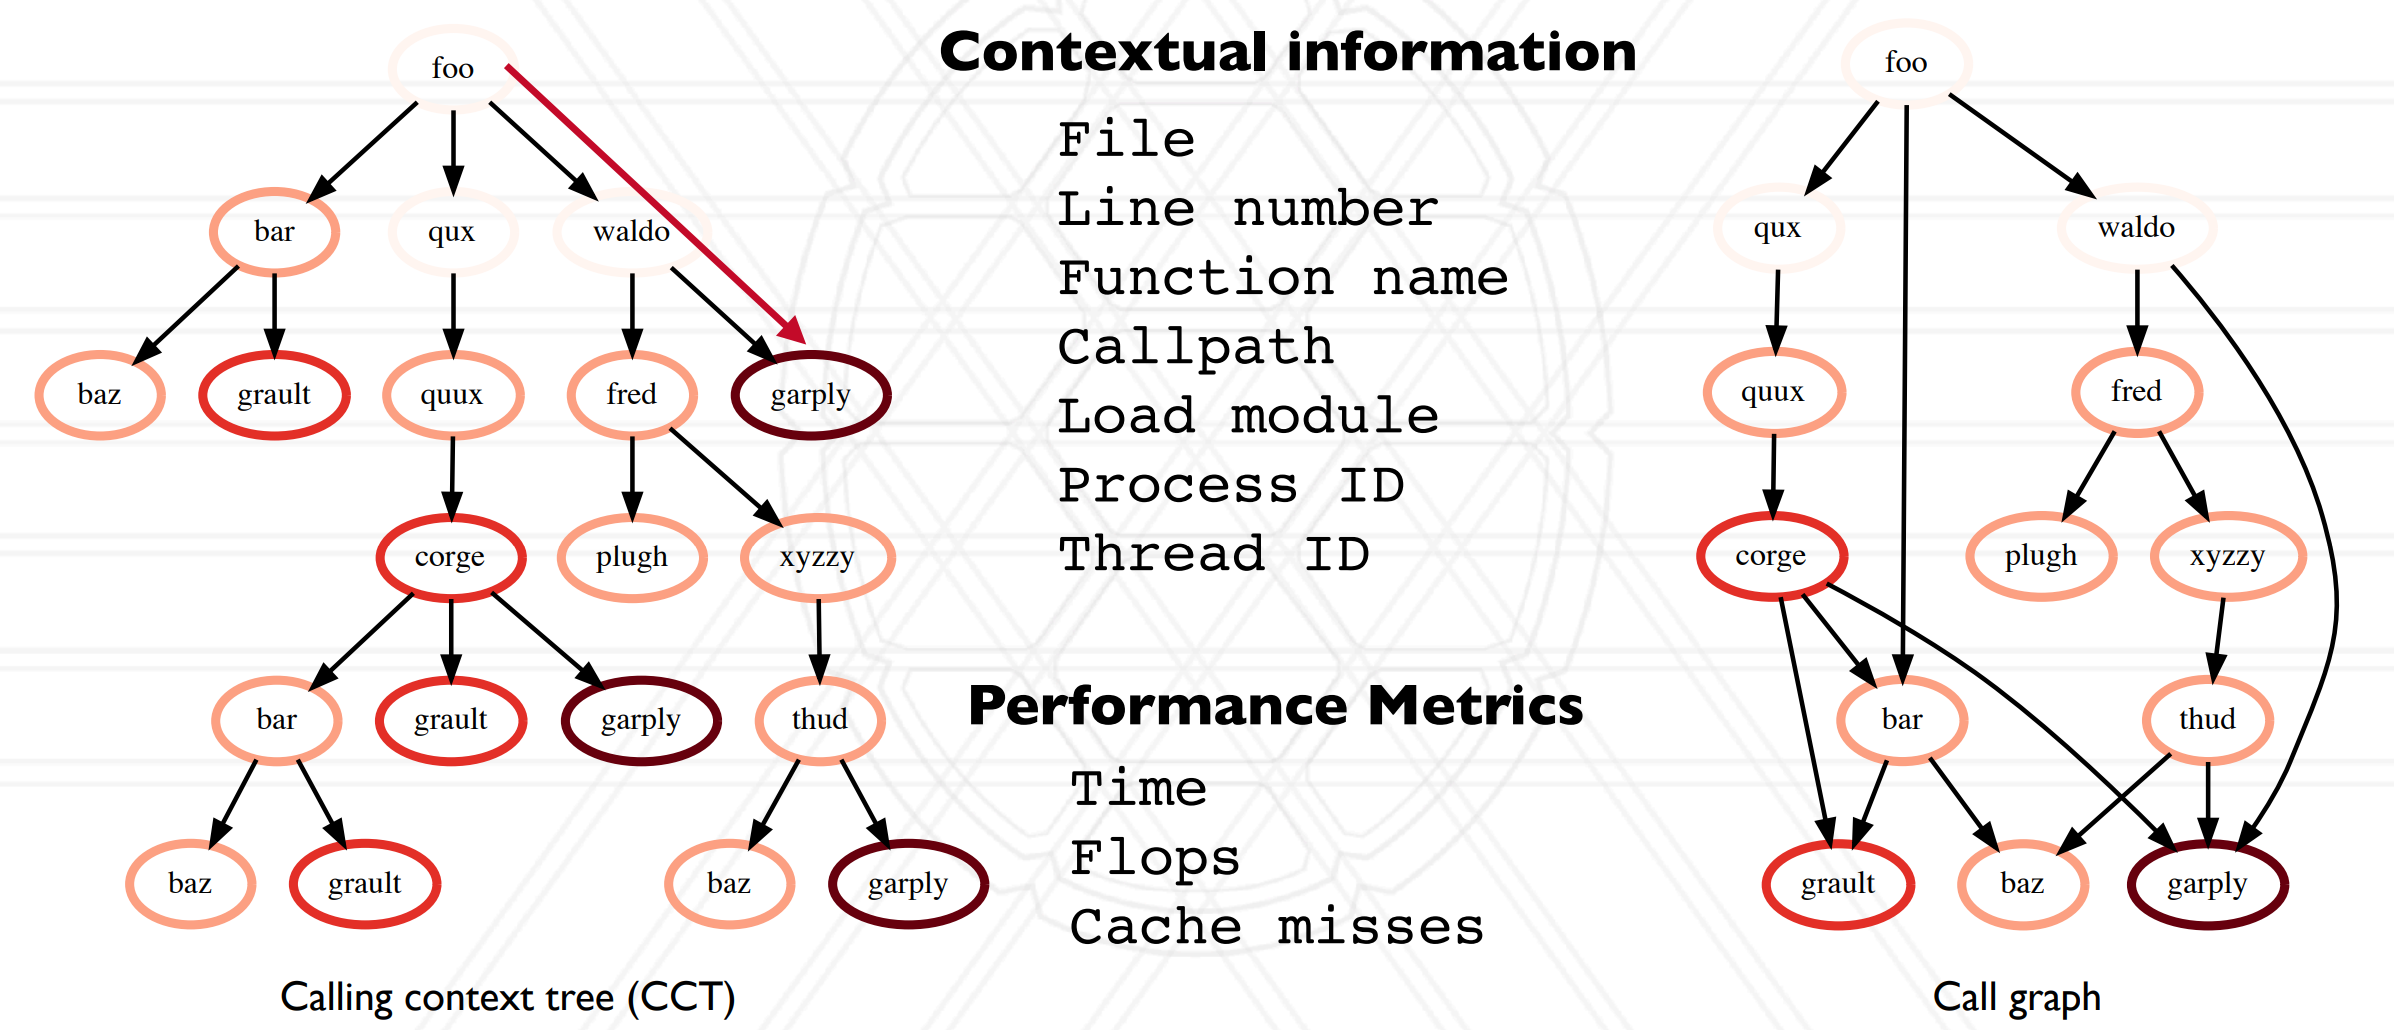 foo
bar
qux
waldo
baz
grault
quux
fred
garply
corge
plugh
xyzzy
bar
grault
garply
thud
baz
grault
baz
garply
Calling context tree (CCT)
Contextual information
File
Line number
Function name
Callpath
Load module
Process ID
Thread ID
Performance Metrics
Time
Flops
Cache misses
foo
qux
waldo
quux
fred
corge
plugh
xyzzy
bar
thud
grault
baz
garply
Call graph